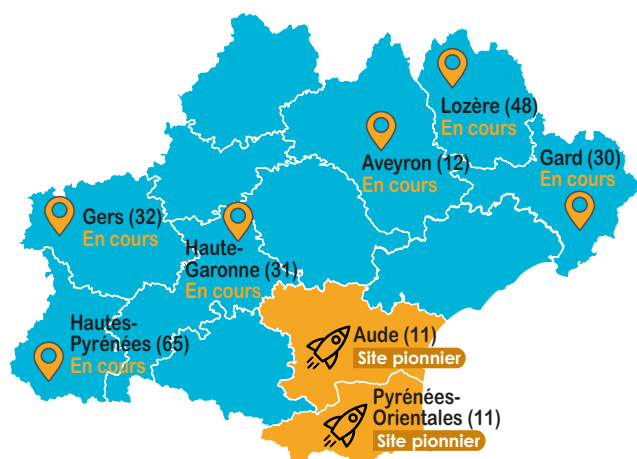 Lozère (48)
En cours
Aveyron (12)
En cours
Gard (30)
En cours
Gers (32)
En cours
Haute-
Garonne (31)
En cours
Hautes-
Pyrénées (65)
En cours
Aude (11)
Site pionnier
Pyrénées-
Orientales (11)
Site pionnier